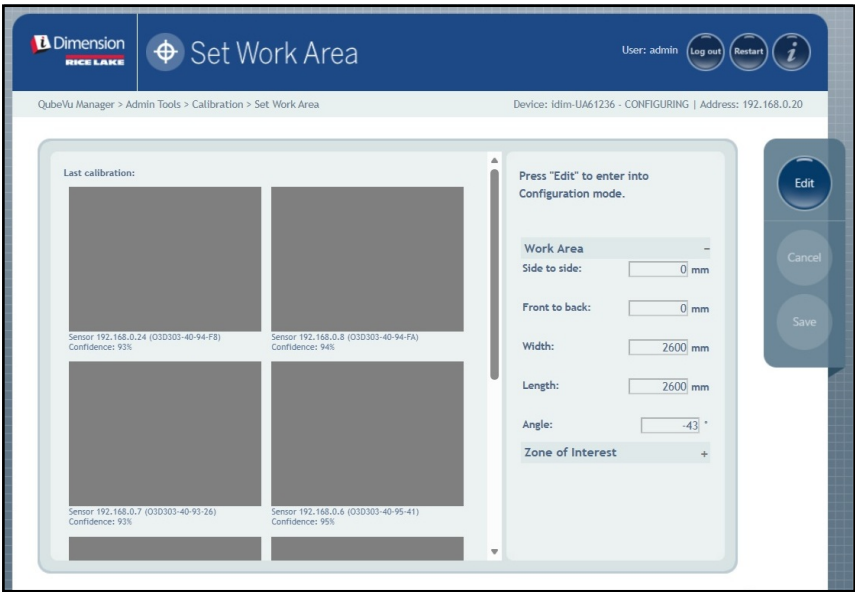 iDimension
RICE LAKE
Set Work Area
User: admin
Log out
Restart
i
QubeVu Manager > Admin Tools > Calibration > Set Work Area
Device: idim-UA61236 - CONFIGURING | Address: 192.168.0.20
Last calibration:
Sensor 192.168.0.24 (O3D303-40-94-F8)
Confidence: 93%
Sensor 192.168.0.8 (O3D303-40-94-FA)
Confidence: 94%
Sensor 192.168.0.7 (O3D303-40-93-26)
Confidence: 93%
Sensor 192.168.0.6 (O3D303-40-95-41)
Confidence: 95%
Press "Edit" to enter into
Configuration mode.
Work Area -
Side to side: 0 mm
Front to back: 0 mm
Width: 2600 mm
Length: 2600 mm
Angle: -43 °
Zone of Interest +
Edit
Cancel
Save